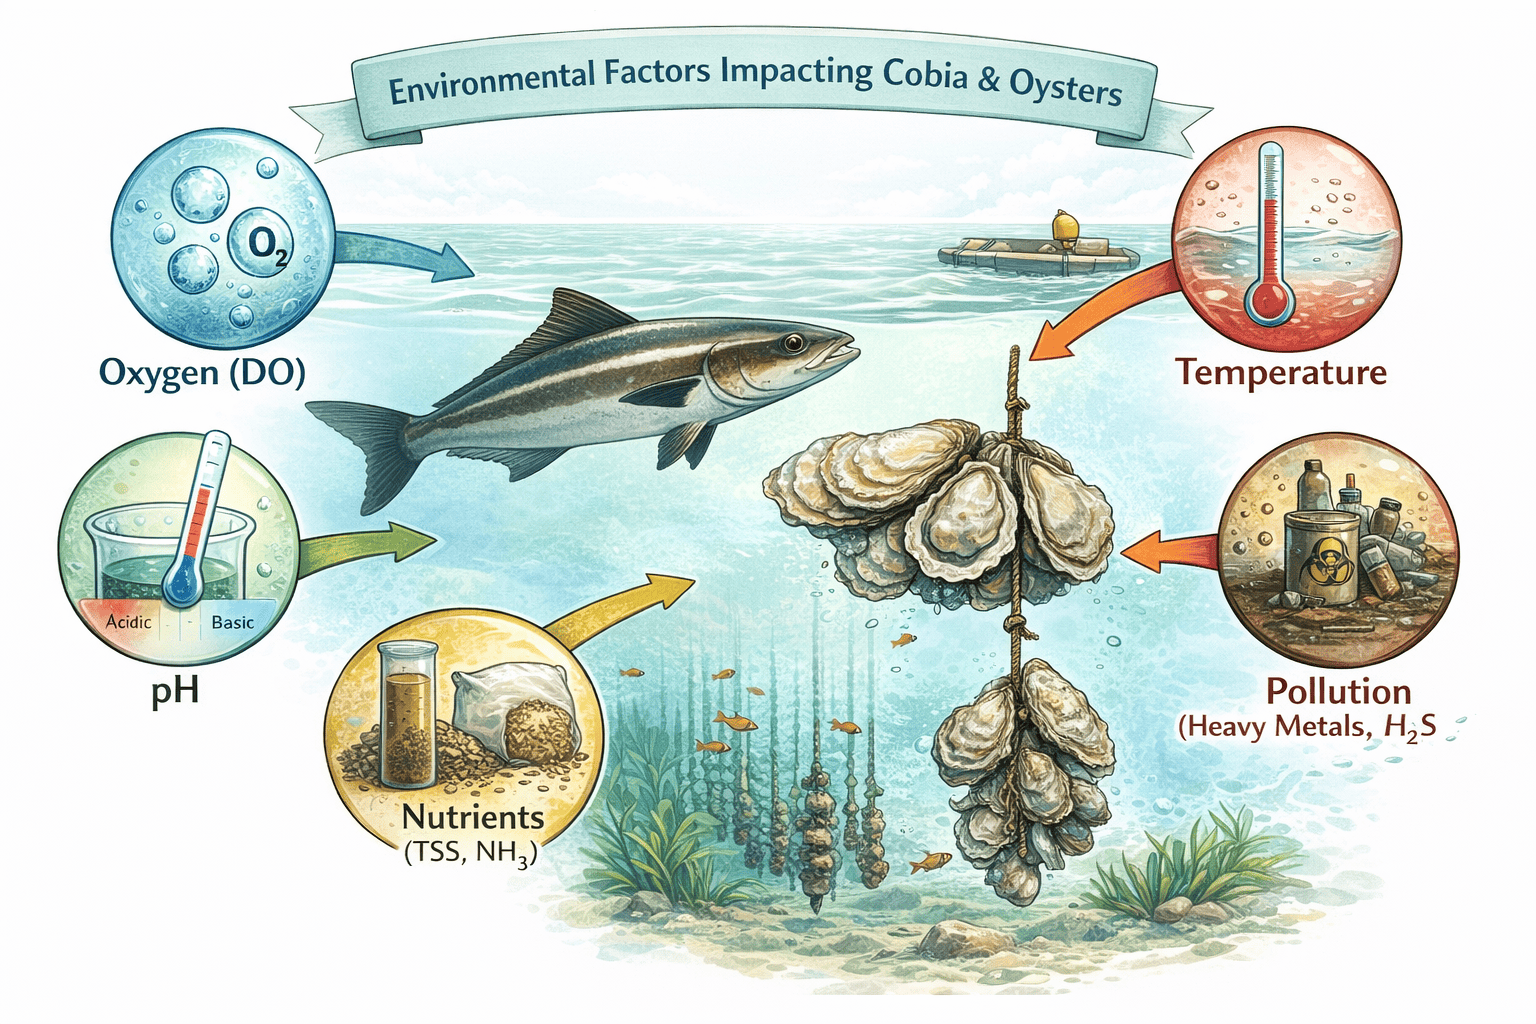 Environmental Factors Impacting Cobia & Oysters
O₂
Oxygen (DO)
Temperature
Acidic
Basic
pH
Pollution
(Heavy Metals, H₂S
Nutrients
(TSS, NH₃)